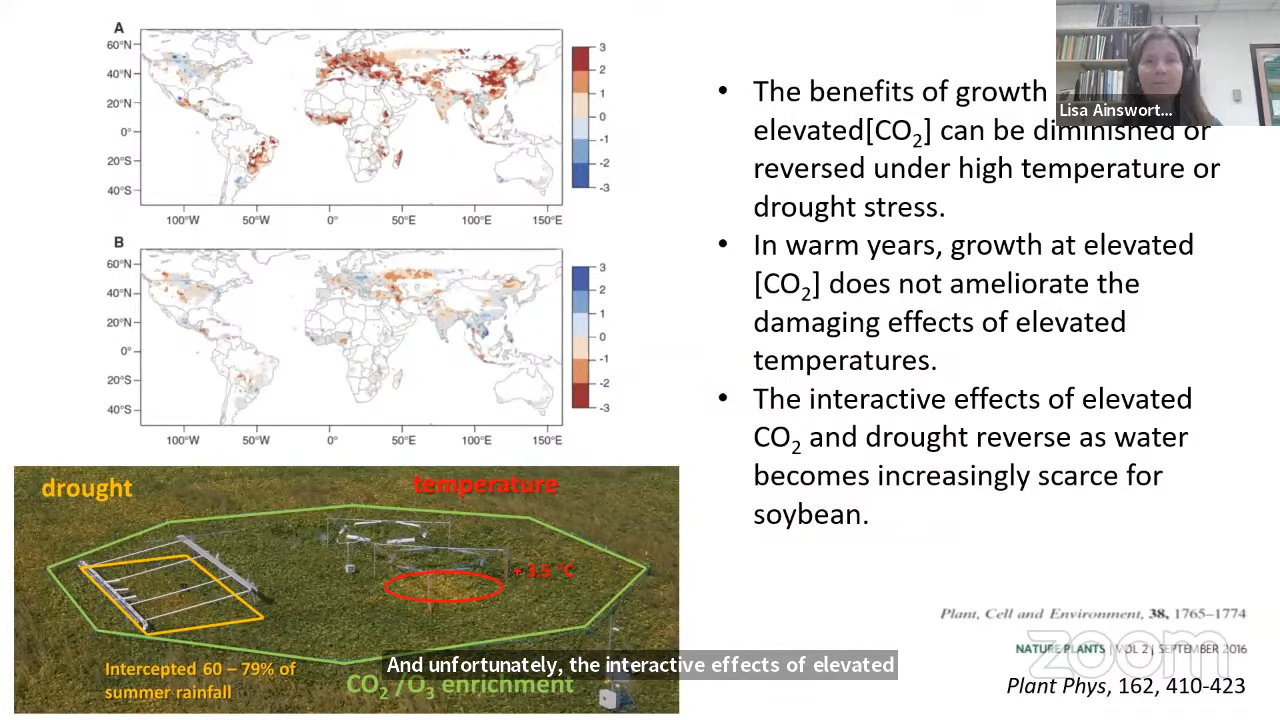 A
60°N
40°N
20°N
0°
20°S
40°S
100°W
50°W
0°
50°E
100°E
150°E
3
2
1
0
-1
-2
-3
B
60°N
40°N
20°N
0°
20°S
40°S
100°W
50°W
0°
50°E
100°E
150°E
3
2
1
0
-1
-2
-3
drought
temperature
+ 3.5 °C
Intercepted 60 – 79% of
summer rainfall
CO2 /O3 enrichment
And unfortunately, the interactive effects of elevated
Lisa Ainswort...
• The benefits of growth
elevated[CO2] can be diminished or
reversed under high temperature or
drought stress.
• In warm years, growth at elevated
[CO2] does not ameliorate the
damaging effects of elevated
temperatures.
• The interactive effects of elevated
CO2 and drought reverse as water
becomes increasingly scarce for
soybean.
Plant, Cell and Environment, 38, 1765–1774
NATURE PLANTS | VOL 2 | SEPTEMBER 2016
zoom
Plant Phys, 162, 410-423